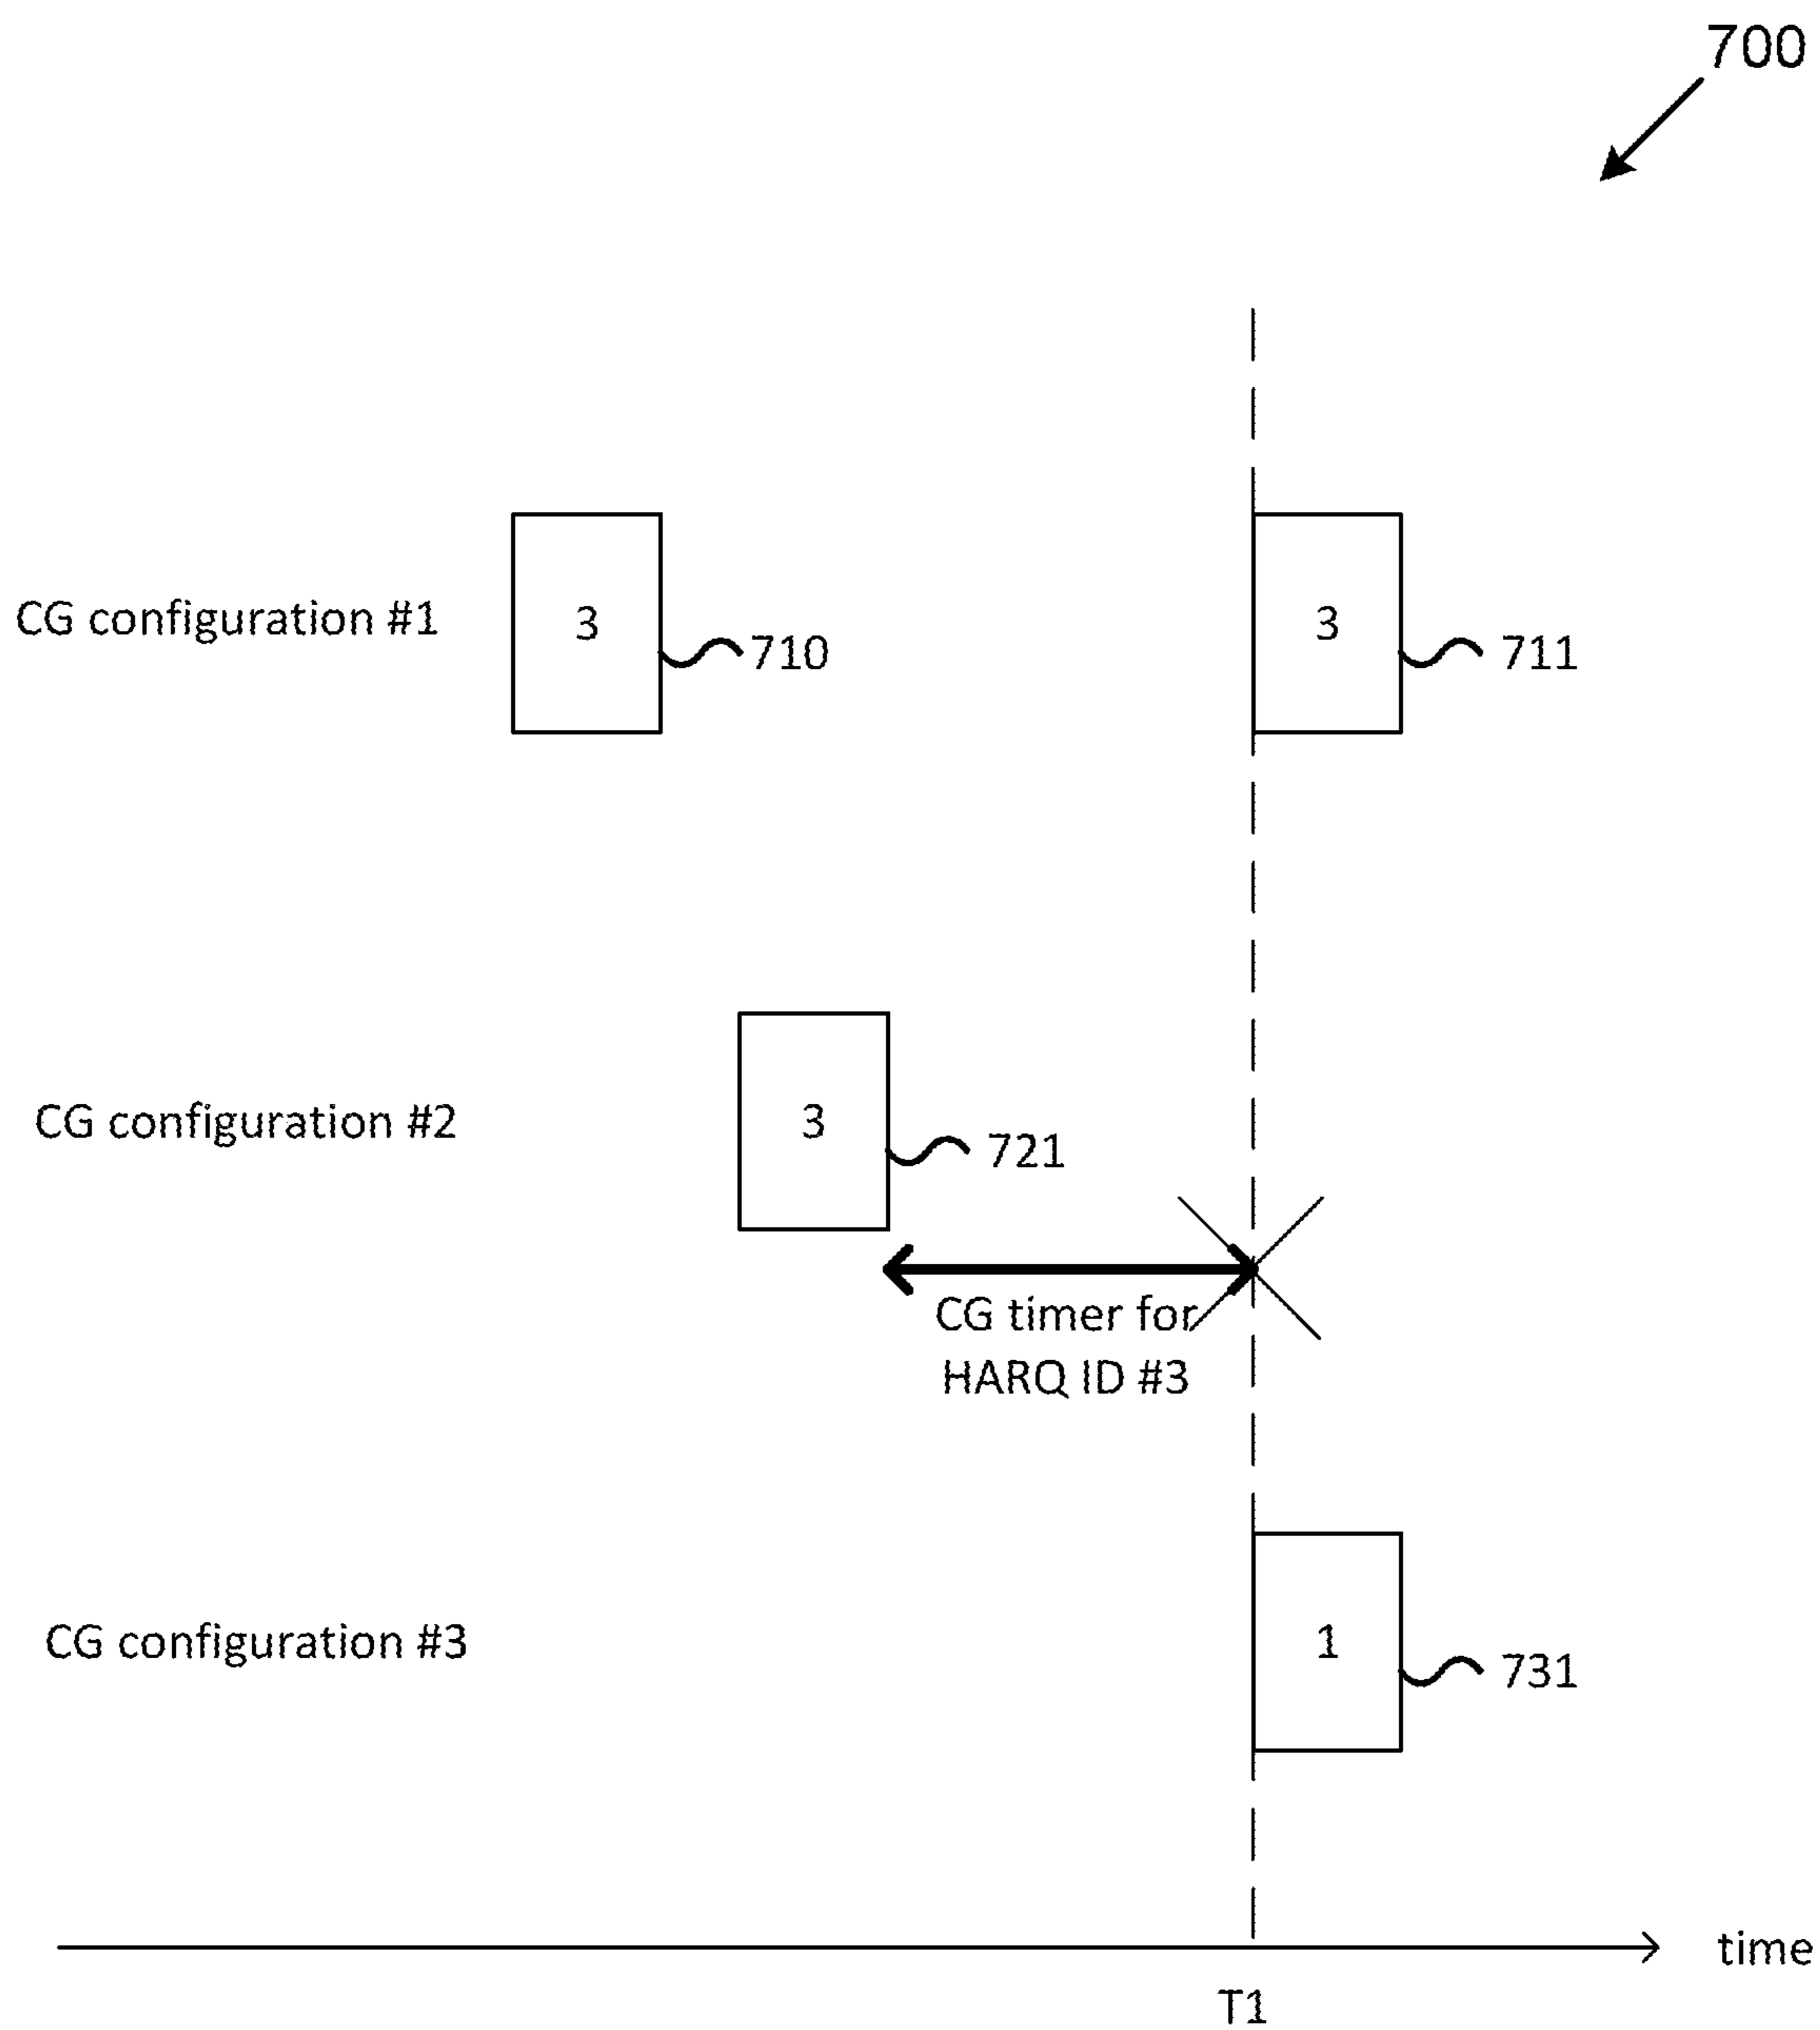 700
CG configuration #1
3
710
3
711
CG configuration #2
3
721
CG timer for
HARQ ID #3
CG configuration #3
1
731
time
T1